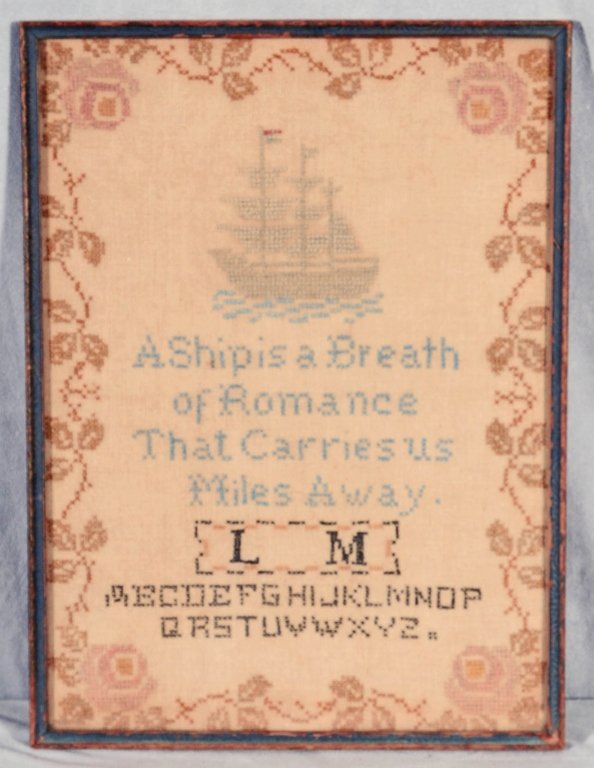 A Ship is a Breath
of Romance
That Carries us
Miles Away.
L M
ABCDEFGHIJKLMNOP
QRSTUVWXYZ.